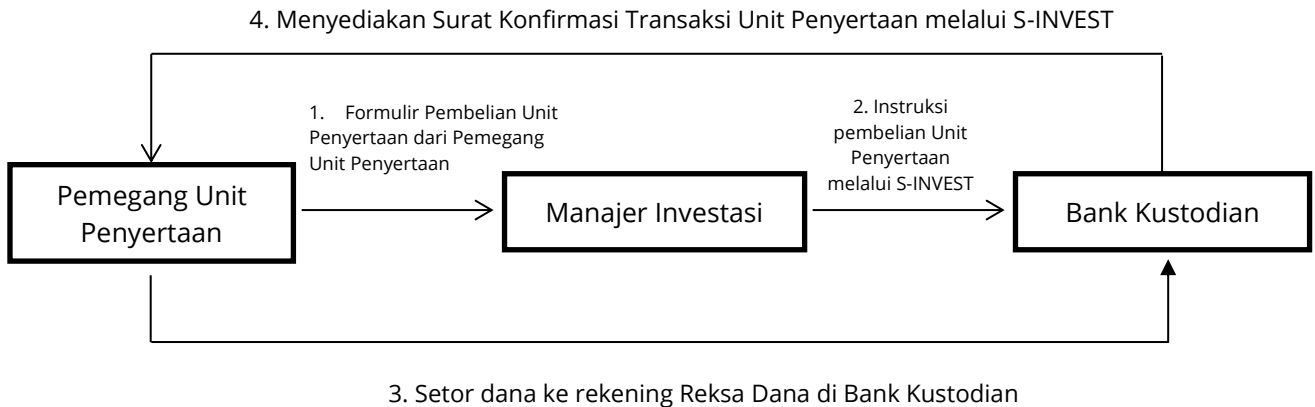 4. Menyediakan Surat Konfirmasi Transaksi Unit Penyertaan melalui S-INVEST
1. Formulir Pembelian Unit
Penyertaan dari Pemegang
Unit Penyertaan
2. Instruksi
pembelian Unit
Penyertaan
melalui S-INVEST
Pemegang Unit
Penyertaan
Manajer Investasi
Bank Kustodian
3. Setor dana ke rekening Reksa Dana di Bank Kustodian